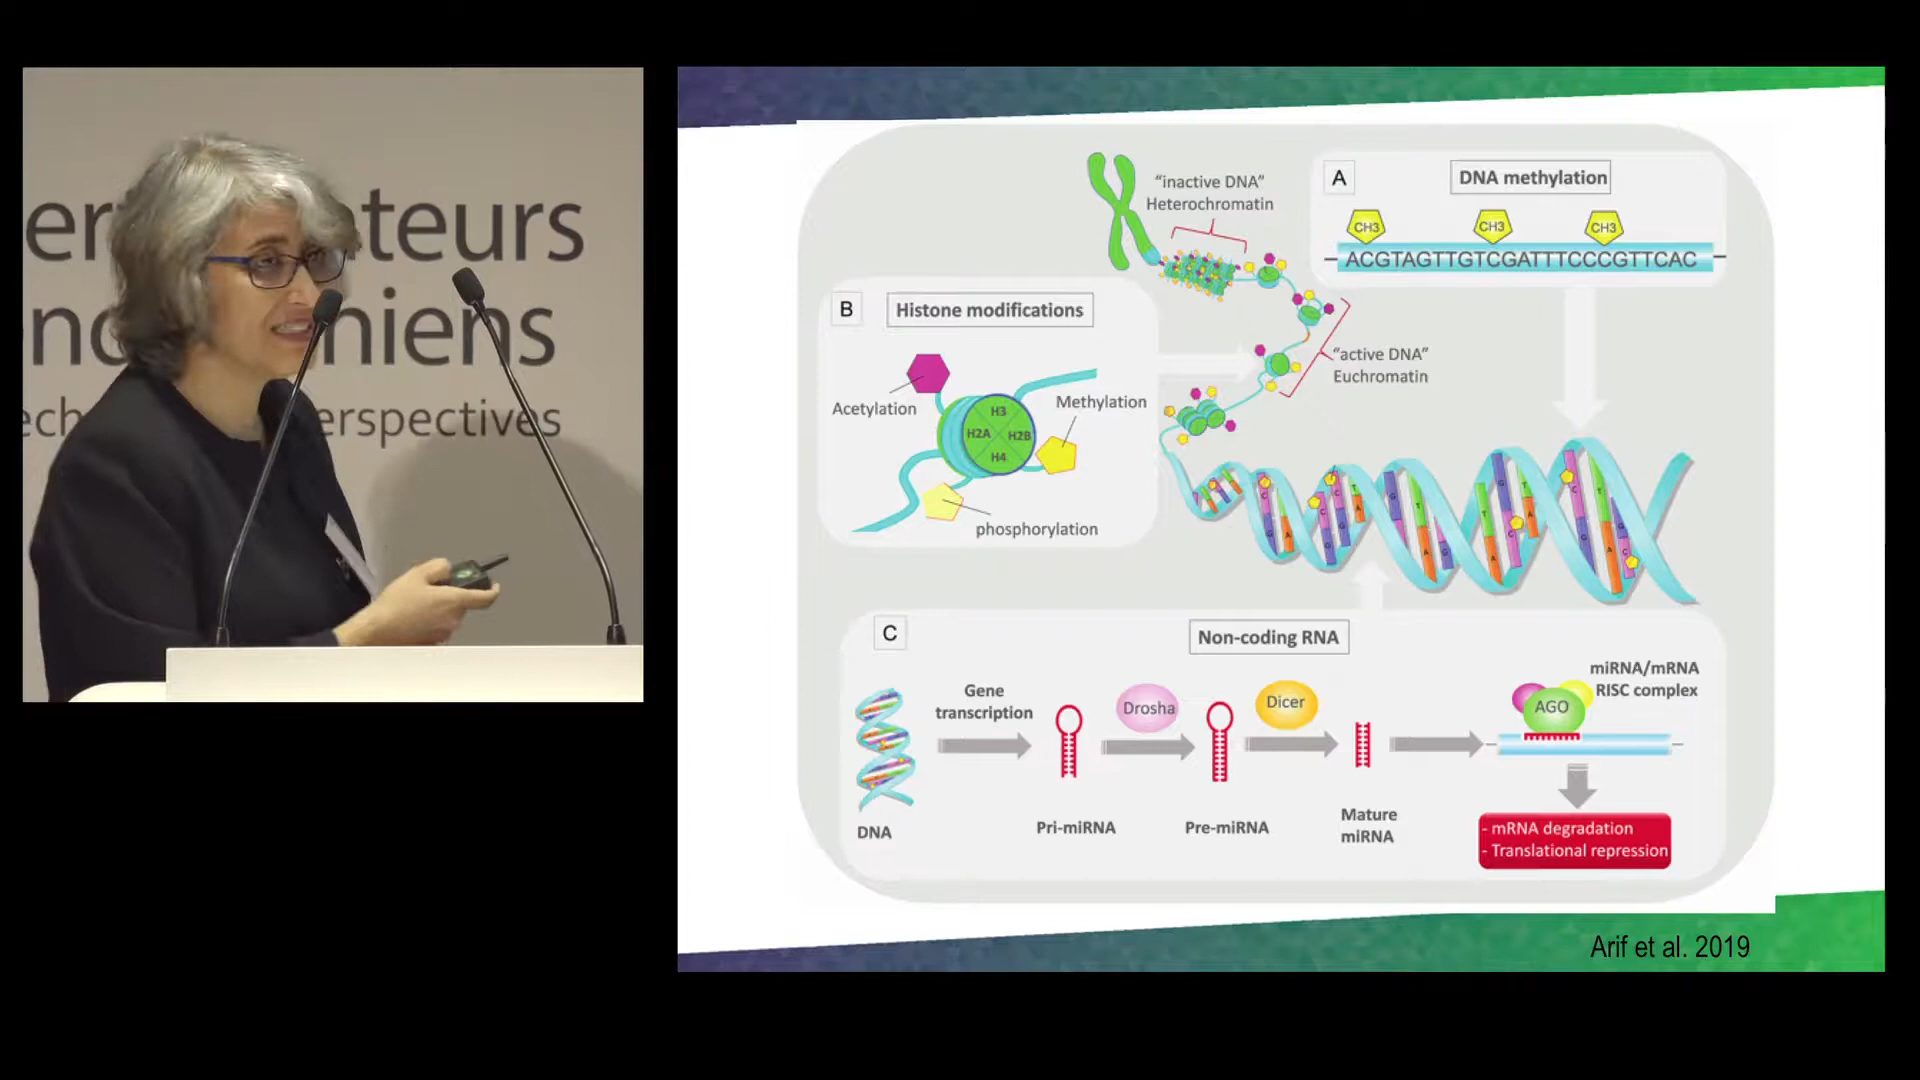 teurs
niens
erspectives
"inactive DNA"
Heterochromatin
"active DNA"
Euchromatin
A
DNA methylation
CH3 CH3 CH3
ACGTAGTTGTCGATTTCCCGTTCAC
B
Histone modifications
Acetylation
Methylation
H3
H2A H2B
H4
phosphorylation
C
Non-coding RNA
DNA
Gene
transcription
Pri-miRNA
Drosha
Pre-miRNA
Dicer
Mature
miRNA
miRNA/mRNA
RISC complex
AGO
- mRNA degradation
- Translational repression
Arif et al. 2019